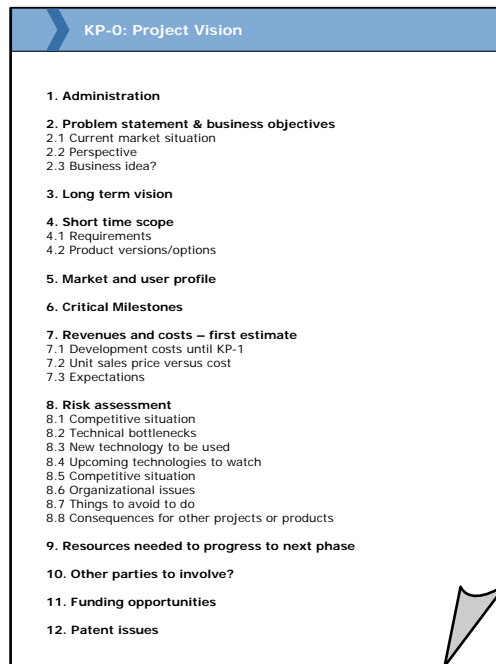 KP-0: Project Vision
1. Administration
2. Problem statement & business objectives
2.1 Current market situation
2.2 Perspective
2.3 Business idea?
3. Long term vision
4. Short time scope
4.1 Requirements
4.2 Product versions/options
5. Market and user profile
6. Critical Milestones
7. Revenues and costs – first estimate
7.1 Development costs until KP-1
7.2 Unit sales price versus cost
7.3 Expectations
8. Risk assessment
8.1 Competitive situation
8.2 Technical bottlenecks
8.3 New technology to be used
8.4 Upcoming technologies to watch
8.5 Competitive situation
8.6 Organizational issues
8.7 Things to avoid to do
8.8 Consequences for other projects or products
9. Resources needed to progress to next phase
10. Other parties to involve?
11. Funding opportunities
12. Patent issues